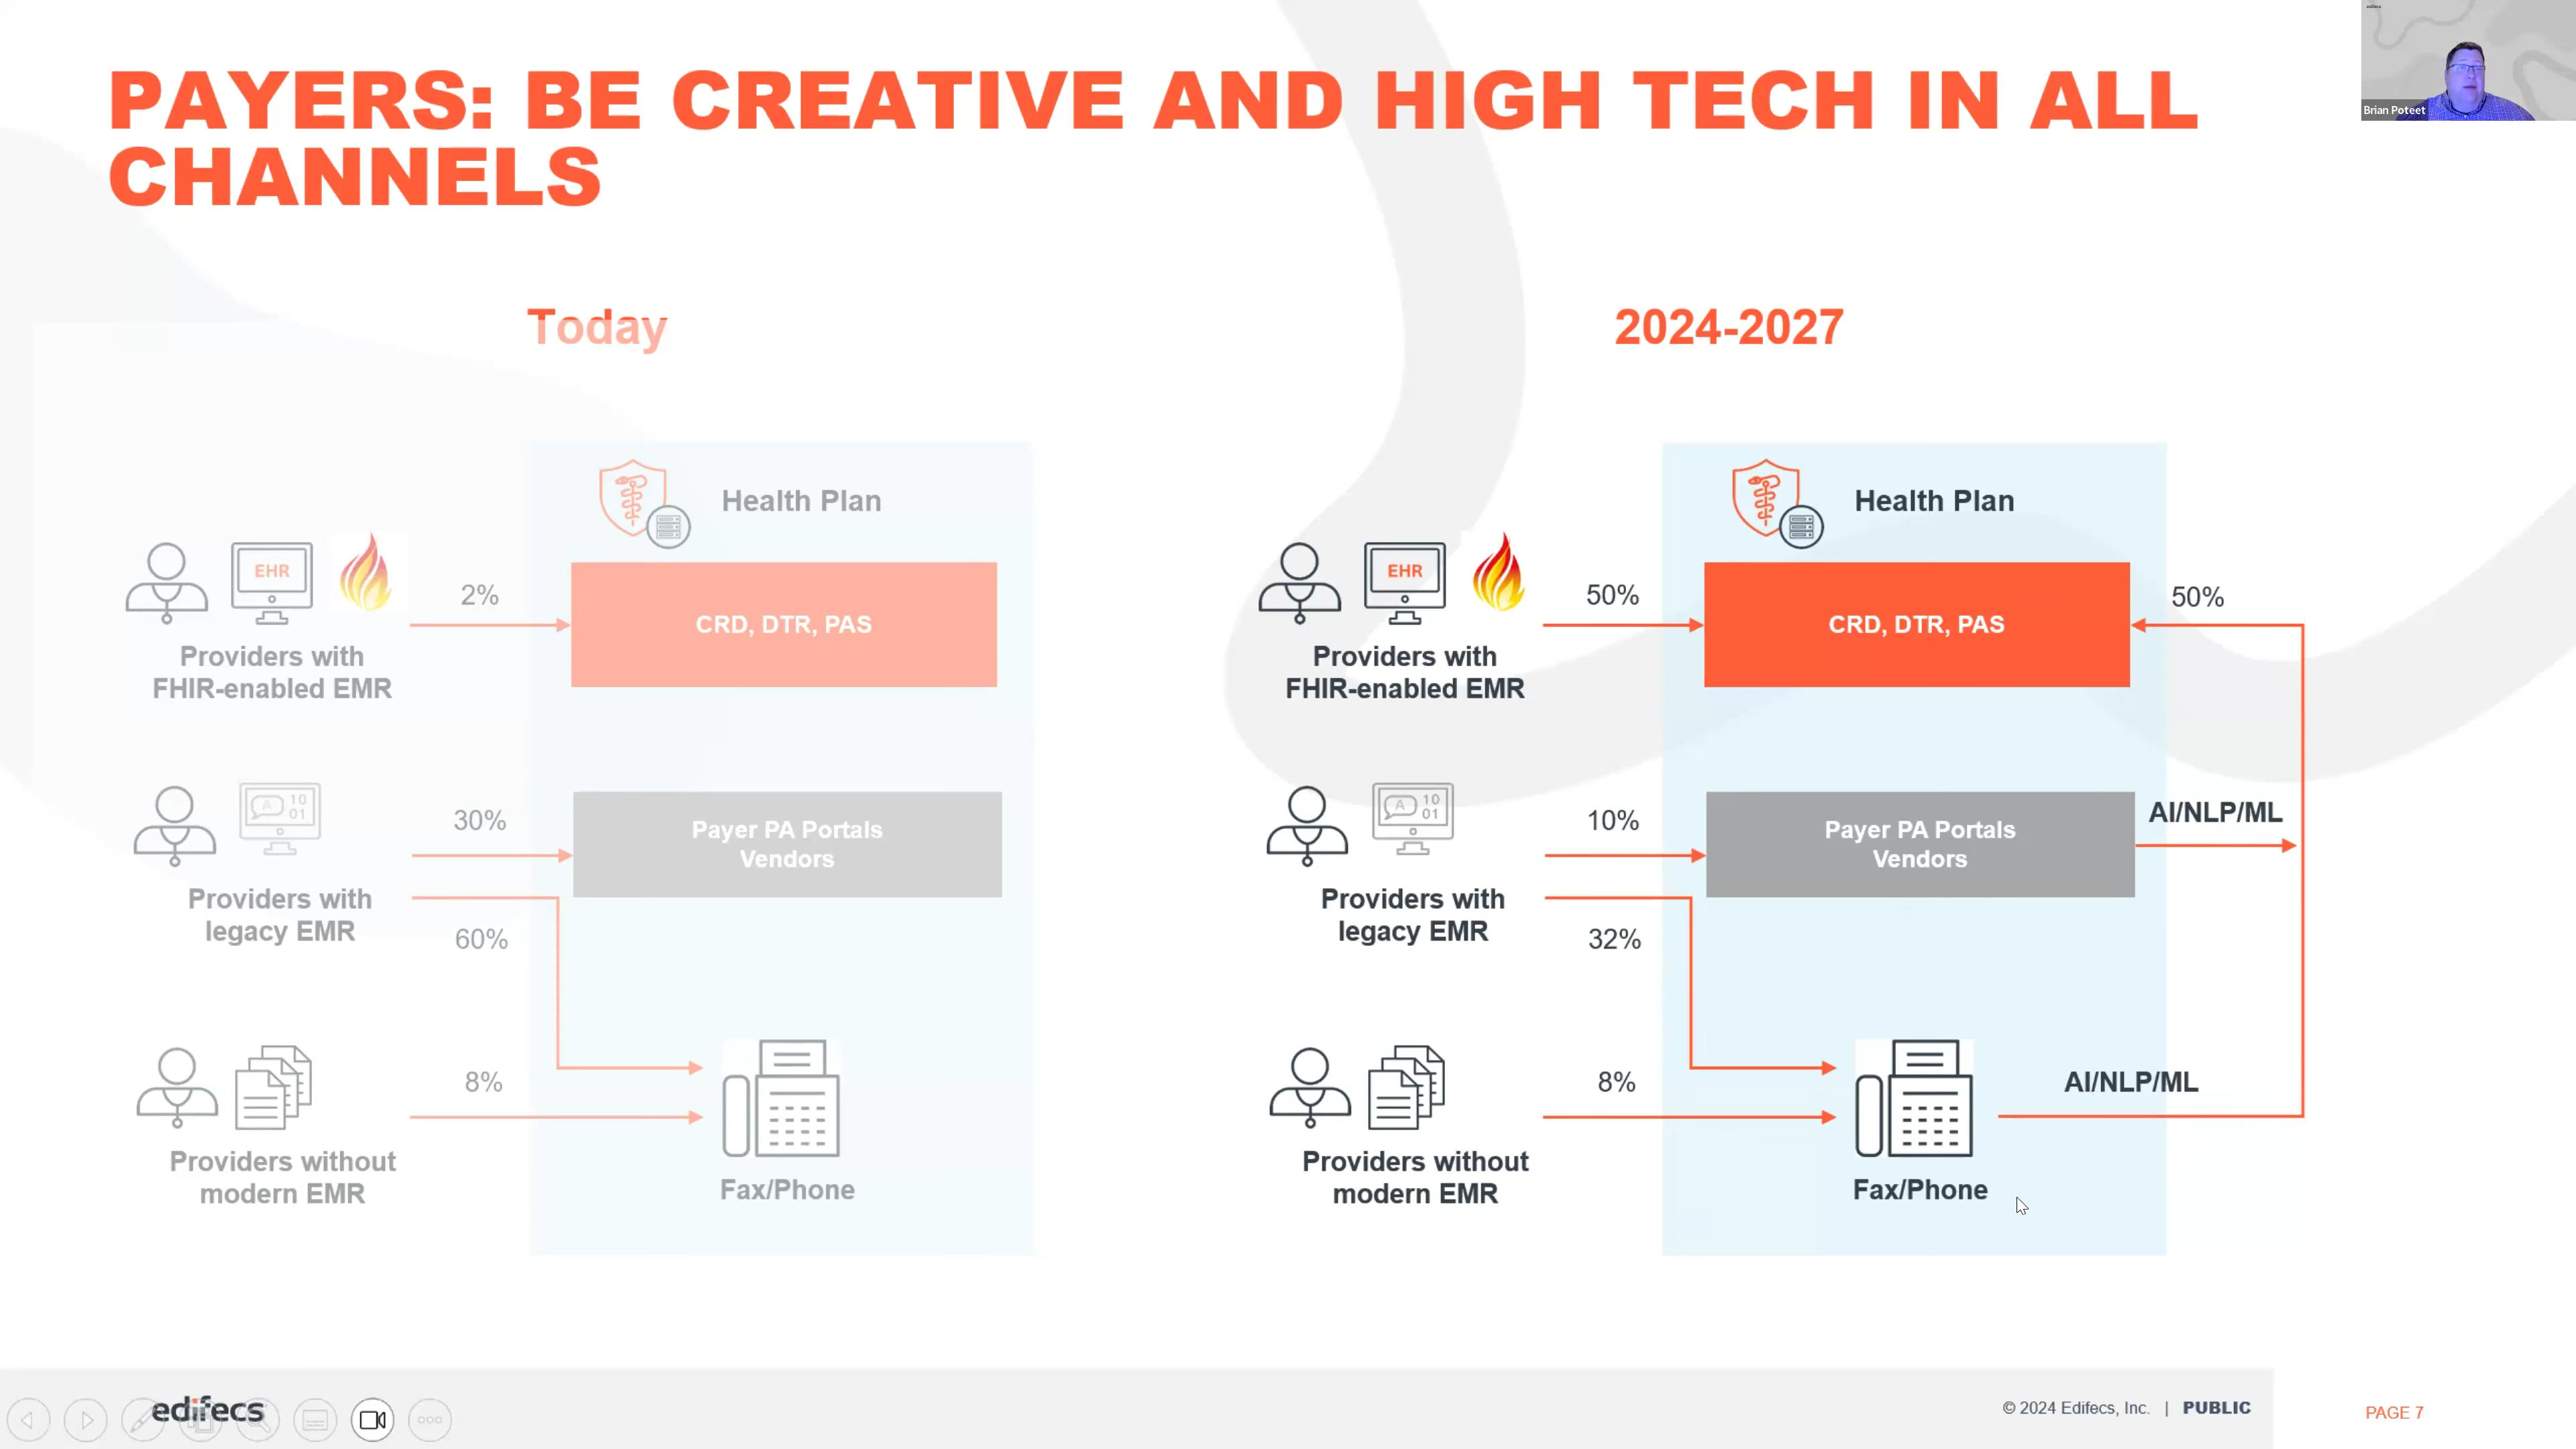 PAYERS: BE CREATIVE AND HIGH TECH IN ALL
CHANNELS
Brian Poteet
Today
Health Plan
EHR
2%
CRD, DTR, PAS
Providers with
FHIR-enabled EMR
A 10
01
30%
Payer PA Portals
Vendors
Providers with
legacy EMR
60%
8%
Providers without
modern EMR
Fax/Phone
2024-2027
Health Plan
EHR
50%
CRD, DTR, PAS
50%
Providers with
FHIR-enabled EMR
A 10
01
10%
Payer PA Portals
Vendors
AI/NLP/ML
Providers with
legacy EMR
32%
8%
AI/NLP/ML
Providers without
modern EMR
Fax/Phone
edifecs
© 2024 Edifecs, Inc. | PUBLIC
PAGE 7